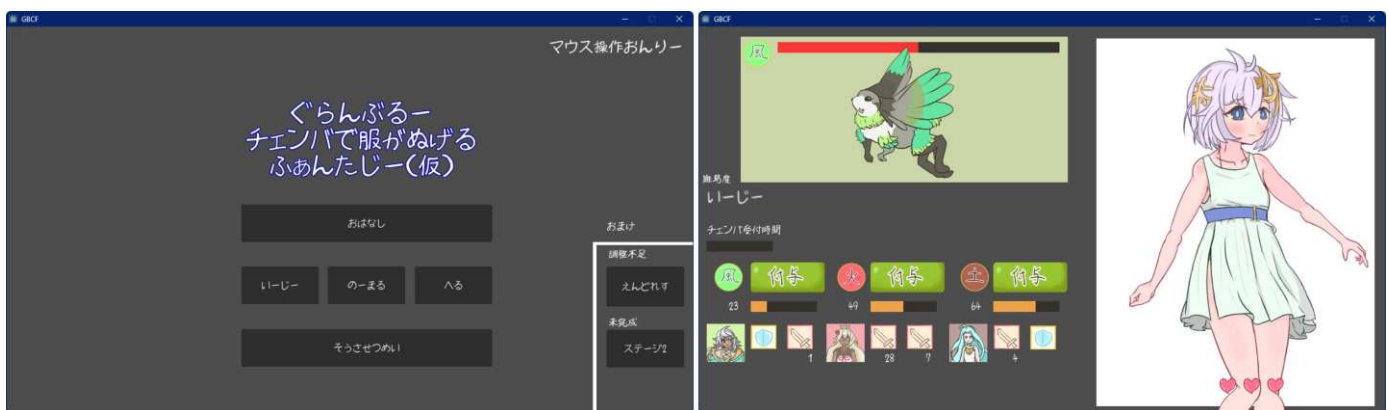 GBCF
マウス操作おんりー
ぐらんぶるー
チェンバで服がぬげる
ふぁんたじー(仮)
おはなし
いーじー
のーまる
へる
そうさせつめい
おまけ
調整不足
えんどれす
未完成
ステージ2
GBCF
風
難易度
いーじー
チェンバ受付時間
風 付与
火 付与
土 付与
23
49
64
1
28
7
4